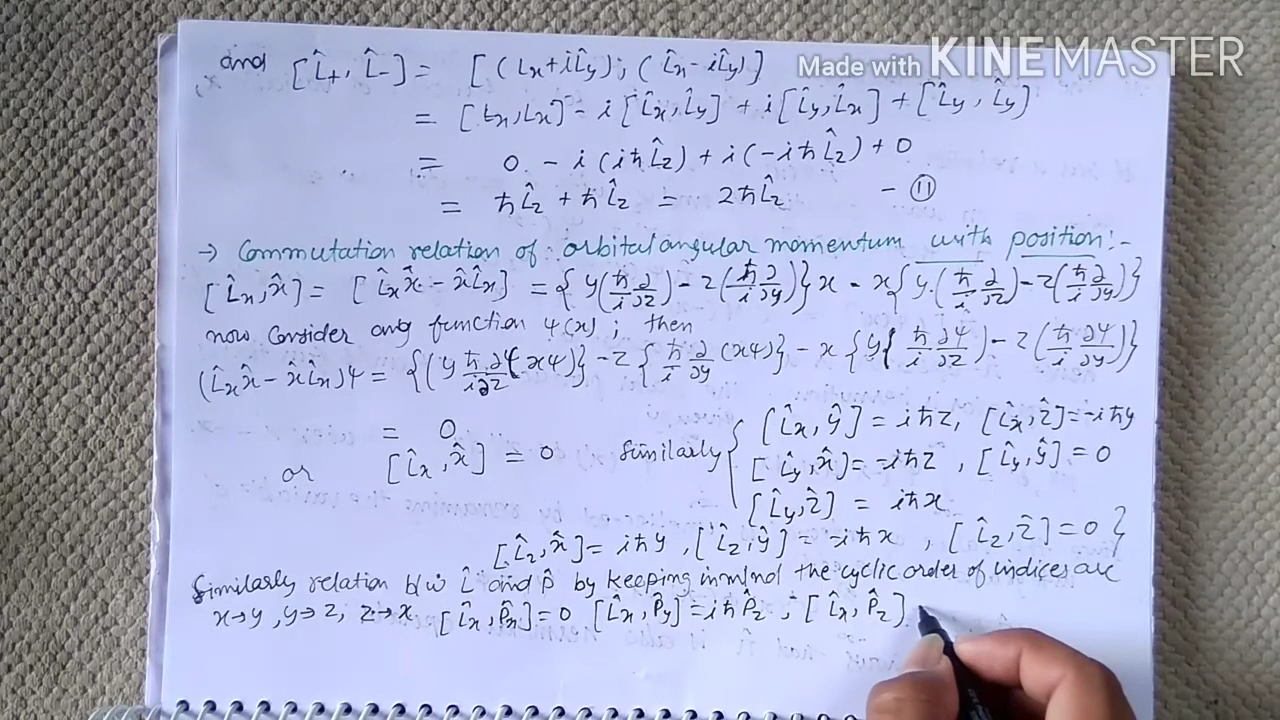 Made with KINEMASTER
and [L̂₊, L̂₋] = [(Lx+iL̂y), (L̂x-iL̂y)]
= [Lx, Lx] - i[L̂x, L̂y] + i[L̂y, L̂x] + [L̂y, L̂y]
= 0 - i(iħL̂z) + i(-iħL̂z) + 0
= ħL̂z + ħL̂z = 2ħL̂z - ⑪
→ Commutation relation of orbital angular momentum with position:-
[L̂x, x̂] = [L̂x x̂ - x̂ L̂x] = {y(ħ/i ∂/∂z) - z(ħ/i ∂/∂y)}x - x{y.(ħ/i ∂/∂z) - z(ħ/i ∂/∂y)}
now consider any function ψ(x); then
(L̂x x̂ - x̂ L̂x)ψ = {(y ħ/i ∂/∂z (xψ)} - z{ħ/i ∂/∂y (xψ)} - x{y( ħ/i ∂ψ/∂z) - z(ħ/i ∂ψ/∂y)}
= 0
or [L̂x, x̂] = 0 Similarly { [L̂x, ŷ] = iħz, [L̂x, ẑ] = -iħy
[L̂y, x̂] = -iħz, [L̂y, ŷ] = 0
[L̂y, ẑ] = iħx
[L̂z, x̂] = iħy, [L̂z, ŷ] = -iħx, [L̂z, ẑ] = 0 }
Similarly relation b/w L̂ and p̂ by keeping in mind the cyclic order of indices are
x→y, y→z, z→x. [L̂x, P̂x] = 0 [L̂x, P̂y] = iħP̂z, [L̂x, P̂z]